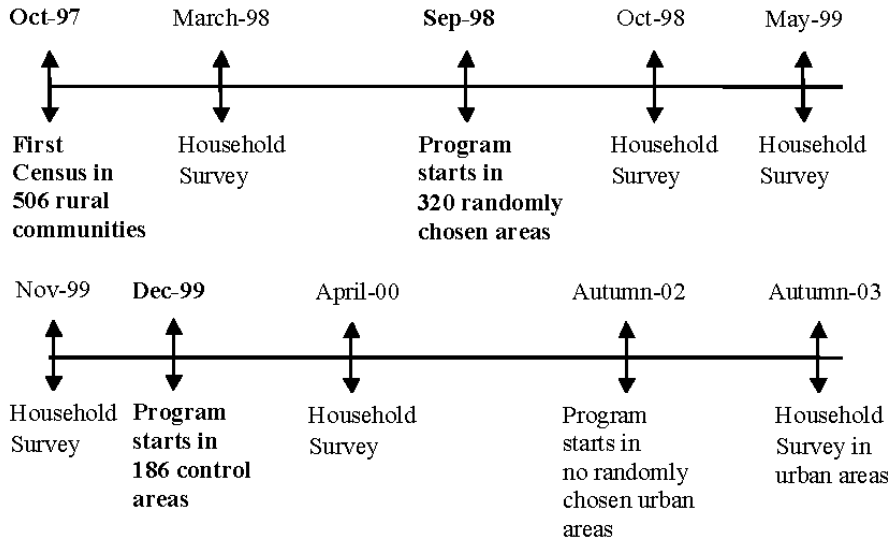 Oct-97 March-98 Sep-98 Oct-98 May-99
First
Census in
506 rural
communities
Household
Survey
Program
starts in
320 randomly
chosen areas
Household
Survey
Household
Survey
Nov-99 Dec-99 April-00 Autumn-02 Autumn-03
Household
Survey
Program
starts in
186 control
areas
Household
Survey
Program
starts in
no randomly
chosen urban
areas
Household
Survey in
urban areas